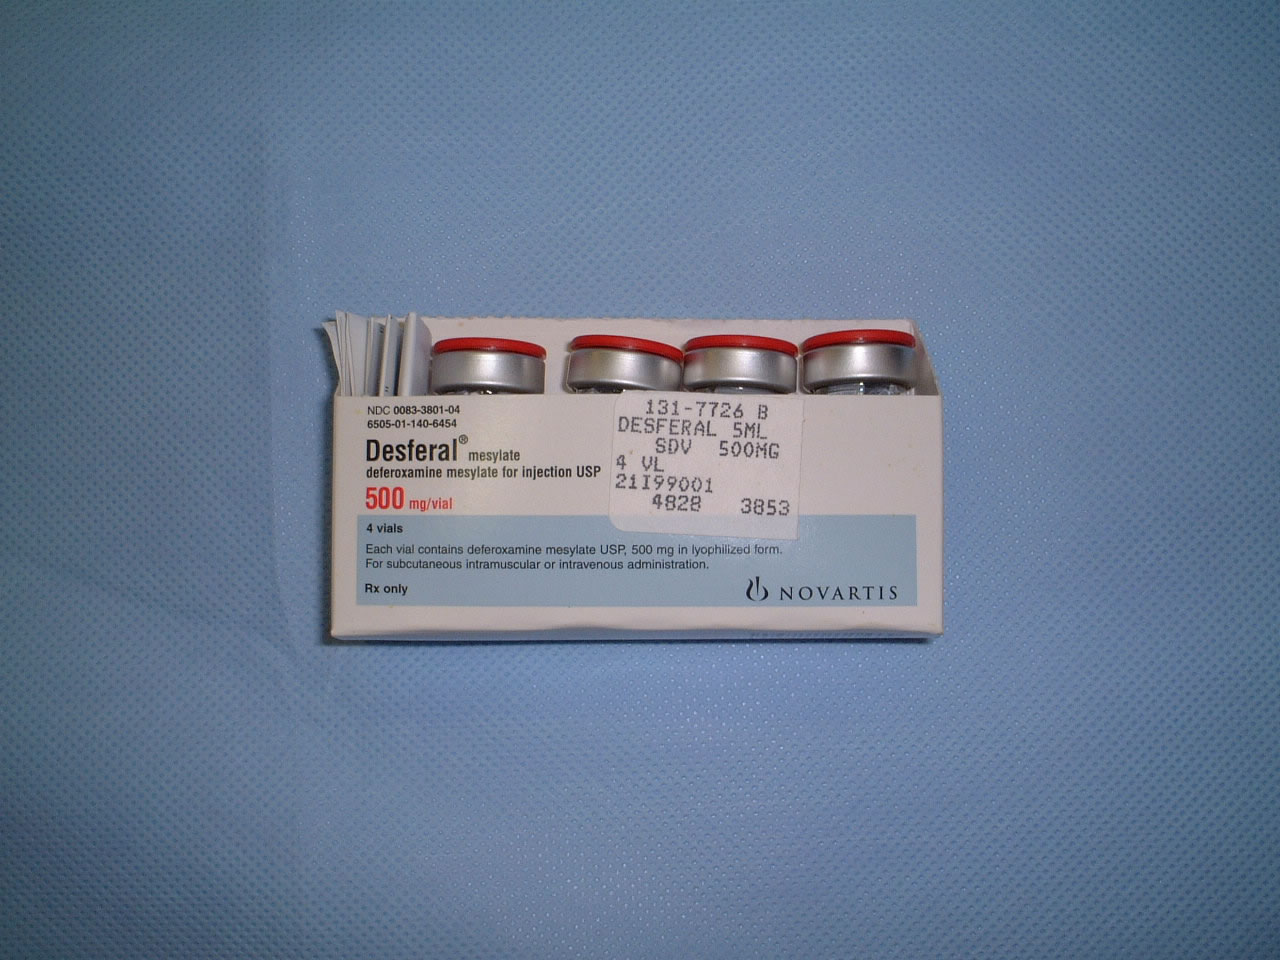 NDC 0083-3801-04
6505-01-140-6454
Desferal® mesylate
deferoxamine mesylate for injection USP
500 mg/vial
131-7726 B
DESFERAL 5ML
SDV 500MG
4 VL
21I99001
4828 3853
4 vials
Each vial contains deferoxamine mesylate USP, 500 mg in lyophilized form.
For subcutaneous intramuscular or intravenous administration.
Rx only
NOVARTIS